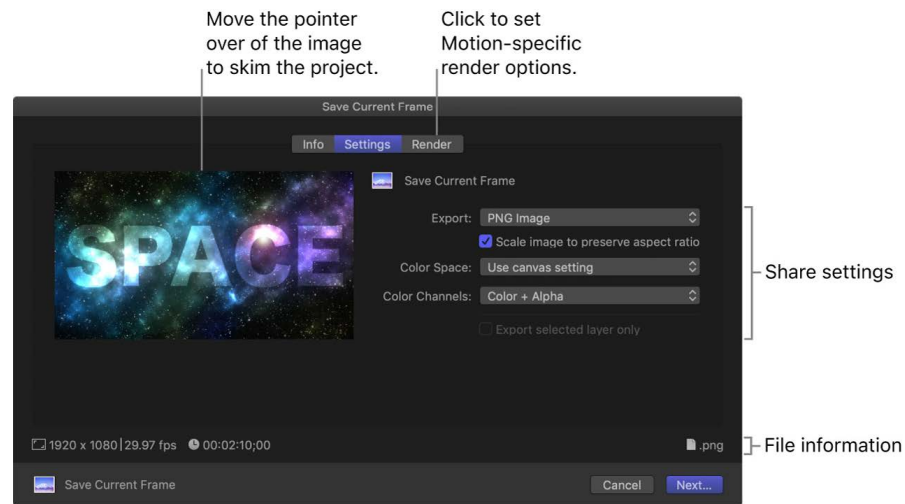 Move the pointer
over of the image
to skim the project.
Click to set
Motion-specific
render options.
Save Current Frame
Info Settings Render
SPACE
Save Current Frame
Export: PNG Image
Scale image to preserve aspect ratio
Color Space: Use canvas setting
Color Channels: Color + Alpha
Export selected layer only
Share settings
1920 x 1080 | 29.97 fps 00:02:10;00 .png
File information
Save Current Frame Cancel Next...